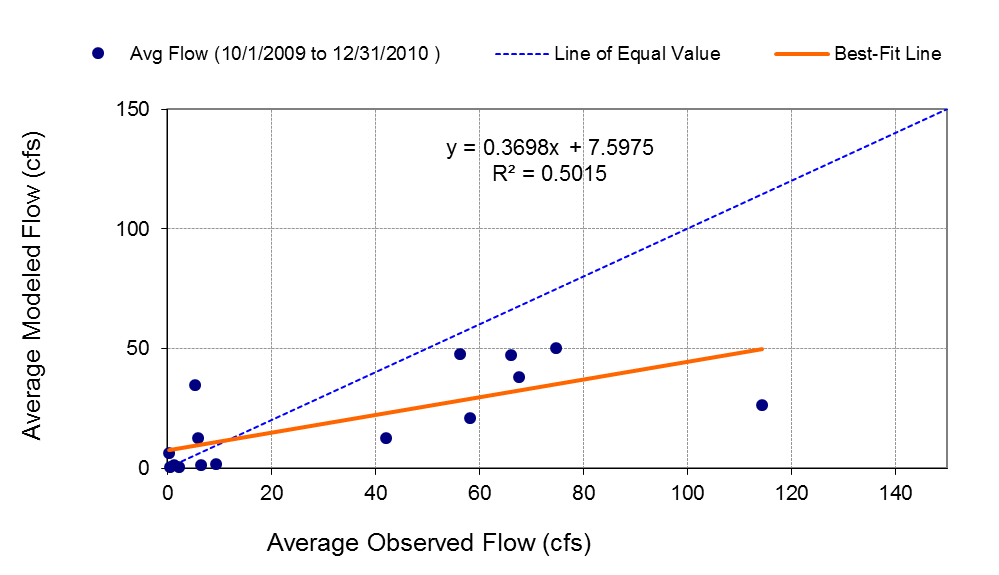 Avg Flow (10/1/2009 to 12/31/2010 )
Line of Equal Value
Best-Fit Line
y = 0.3698x + 7.5975
R² = 0.5015
Average Modeled Flow (cfs)
150
100
50
0
0 20 40 60 80 100 120 140
Average Observed Flow (cfs)